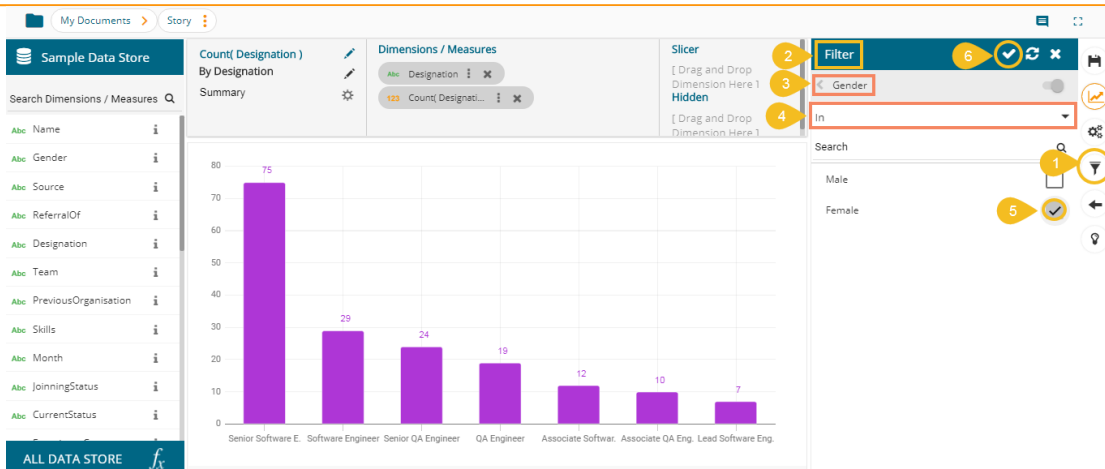 My Documents > Story
Sample Data Store
Search Dimensions / Measures
Abc Name i
Abc Gender i
Abc Source i
Abc ReferralOf i
Abc Designation i
Abc Team i
Abc PreviousOrganisation i
Abc Skills i
Abc Month i
Abc JoinningStatus i
Abc CurrentStatus i
ALL DATA STORE fx
Count( Designation )
By Designation
Summary
Dimensions / Measures
Abc Designation
123 Count( Designati...
Slicer
[ Drag and Drop
Dimension Here ]
Hidden
[ Drag and Drop
Dimension Here ]
80
70
60
50
40
30
20
10
0
75
29
24
19
12
10
7
Senior Software E. Software Engineer Senior QA Engineer QA Engineer Associate Softwar. Associate QA Eng. Lead Software Eng.
2 Filter 6
3 Gender
4 In
Search
1
Male
Female 5